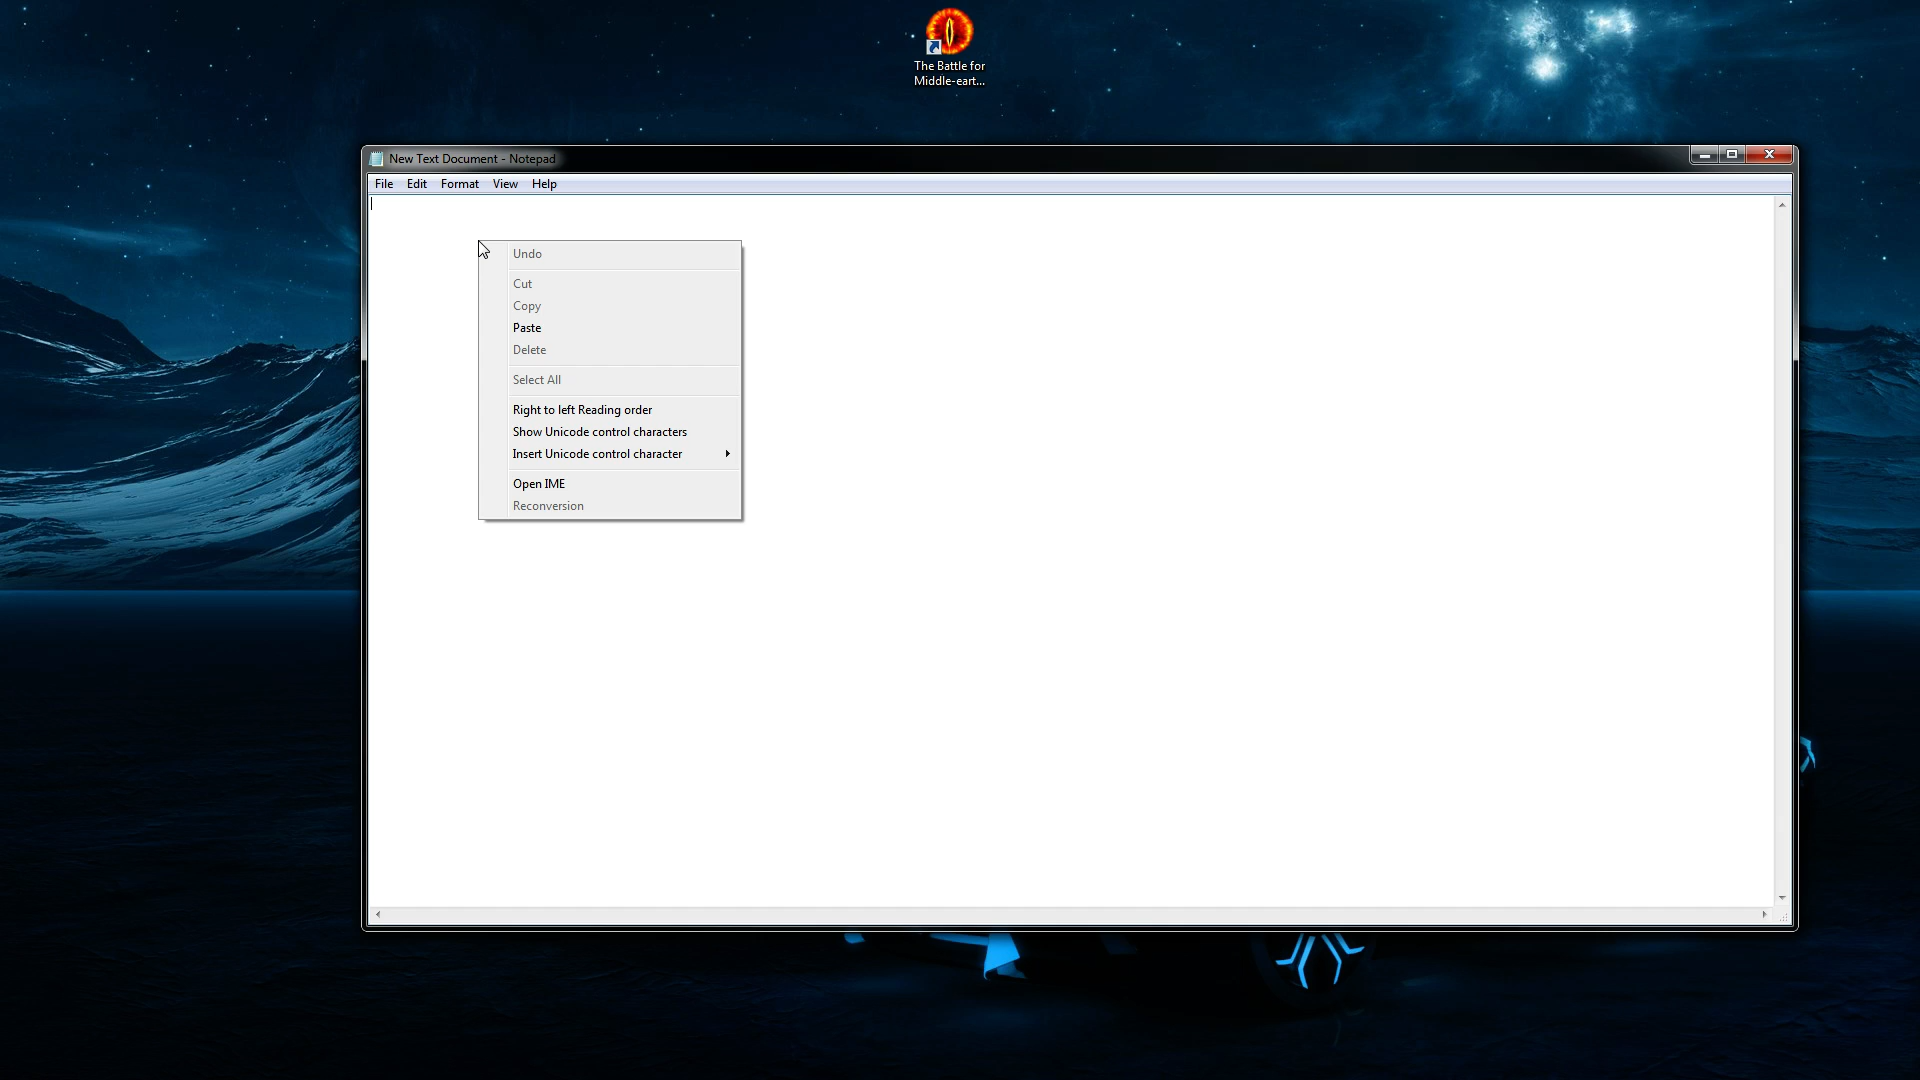 The Battle for
Middle-eart...
New Text Document - Notepad
File Edit Format View Help
Undo
Cut
Copy
Paste
Delete
Select All
Right to left Reading order
Show Unicode control characters
Insert Unicode control character
Open IME
Reconversion